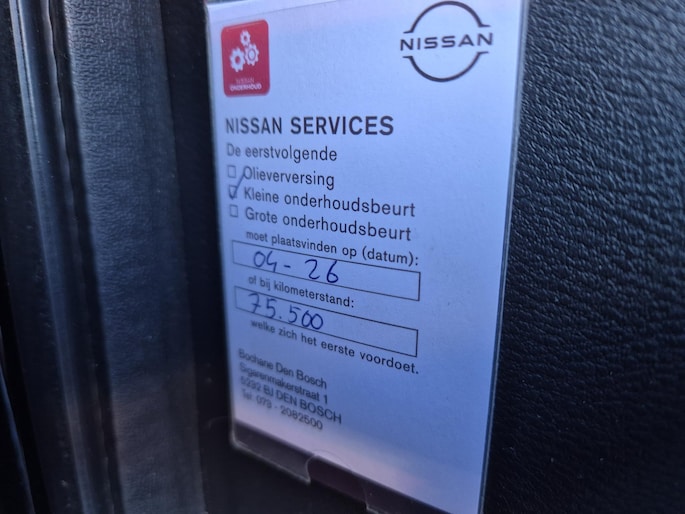 NISSAN
NISSAN
ONDERHOUD
NISSAN SERVICES
De eerstvolgende
Olieverversing
Kleine onderhoudsbeurt
Grote onderhoudsbeurt
moet plaatsvinden op (datum):
04-26
of bij kilometerstand:
75.500
welke zich het eerste voordoet.
Bochane Den Bosch
Sigarenmakerstraat 1
5232 BJ DEN BOSCH
Tel: 073 - 2082500